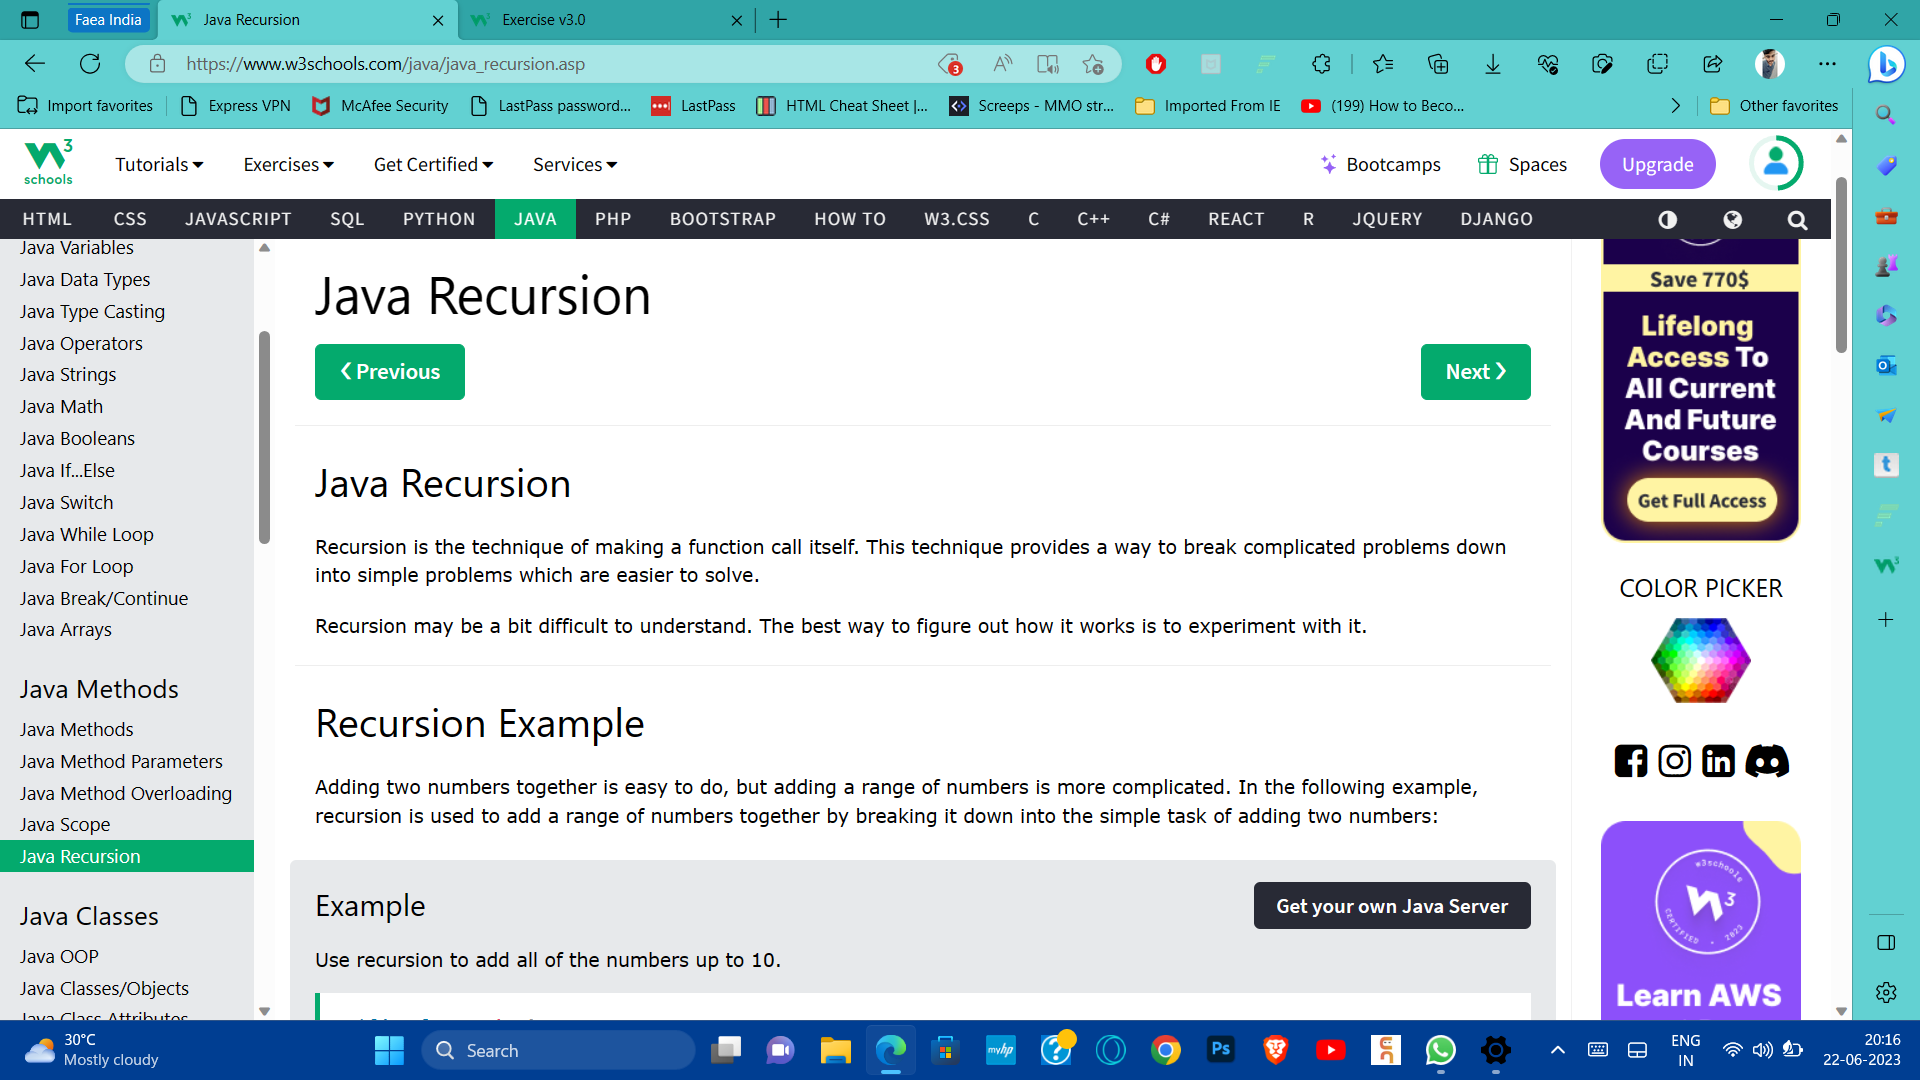 Faea India
Java Recursion
Exercise v3.0
https://www.w3schools.com/java/java_recursion.asp
3
Import favorites
Express VPN
McAfee Security
LastPass password...
LastPass
HTML Cheat Sheet |...
Screeps - MMO str...
Imported From IE
(199) How to Beco...
Other favorites
3
schools
Tutorials
Exercises
Get Certified
Services
Bootcamps
Spaces
Upgrade
HTML
CSS
JAVASCRIPT
SQL
PYTHON
JAVA
PHP
BOOTSTRAP
HOW TO
W3.CSS
C
C++
C#
REACT
R
JQUERY
DJANGO
Java Variables
Java Data Types
Java Type Casting
Java Operators
Java Strings
Java Math
Java Booleans
Java If...Else
Java Switch
Java While Loop
Java For Loop
Java Break/Continue
Java Arrays
Java Methods
Java Methods
Java Method Parameters
Java Method Overloading
Java Scope
Java Recursion
Java Classes
Java OOP
Java Classes/Objects
Java Class Attributes
Java Recursion
❮ Previous
Next ❯
Java Recursion
Recursion is the technique of making a function call itself. This technique provides a way to break complicated problems down
into simple problems which are easier to solve.
Recursion may be a bit difficult to understand. The best way to figure out how it works is to experiment with it.
Recursion Example
Adding two numbers together is easy to do, but adding a range of numbers is more complicated. In the following example,
recursion is used to add a range of numbers together by breaking it down into the simple task of adding two numbers:
Example
Get your own Java Server
Use recursion to add all of the numbers up to 10.
Save 770$
Lifelong
Access To
All Current
And Future
Courses
Get Full Access
COLOR PICKER
w3schools
CERTIFIED • 2023
Learn AWS
30°C
Mostly cloudy
Search
myhp
Ps
ENG
IN
20:16
22-06-2023